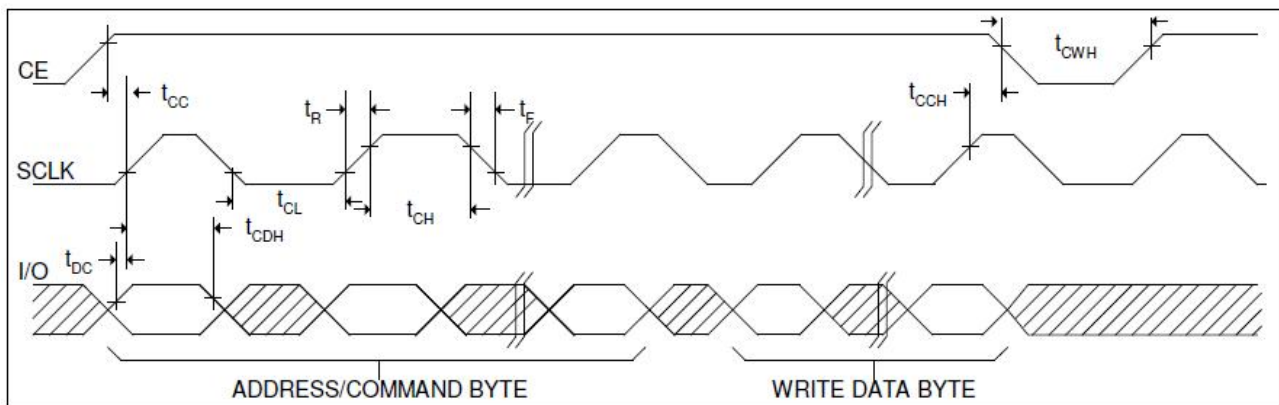 CE
t_CWH
t_CC
t_CCH
t_R
t_F
SCLK
t_CL
t_CH
t_CDH
t_DC
I/O
ADDRESS/COMMAND BYTE
WRITE DATA BYTE